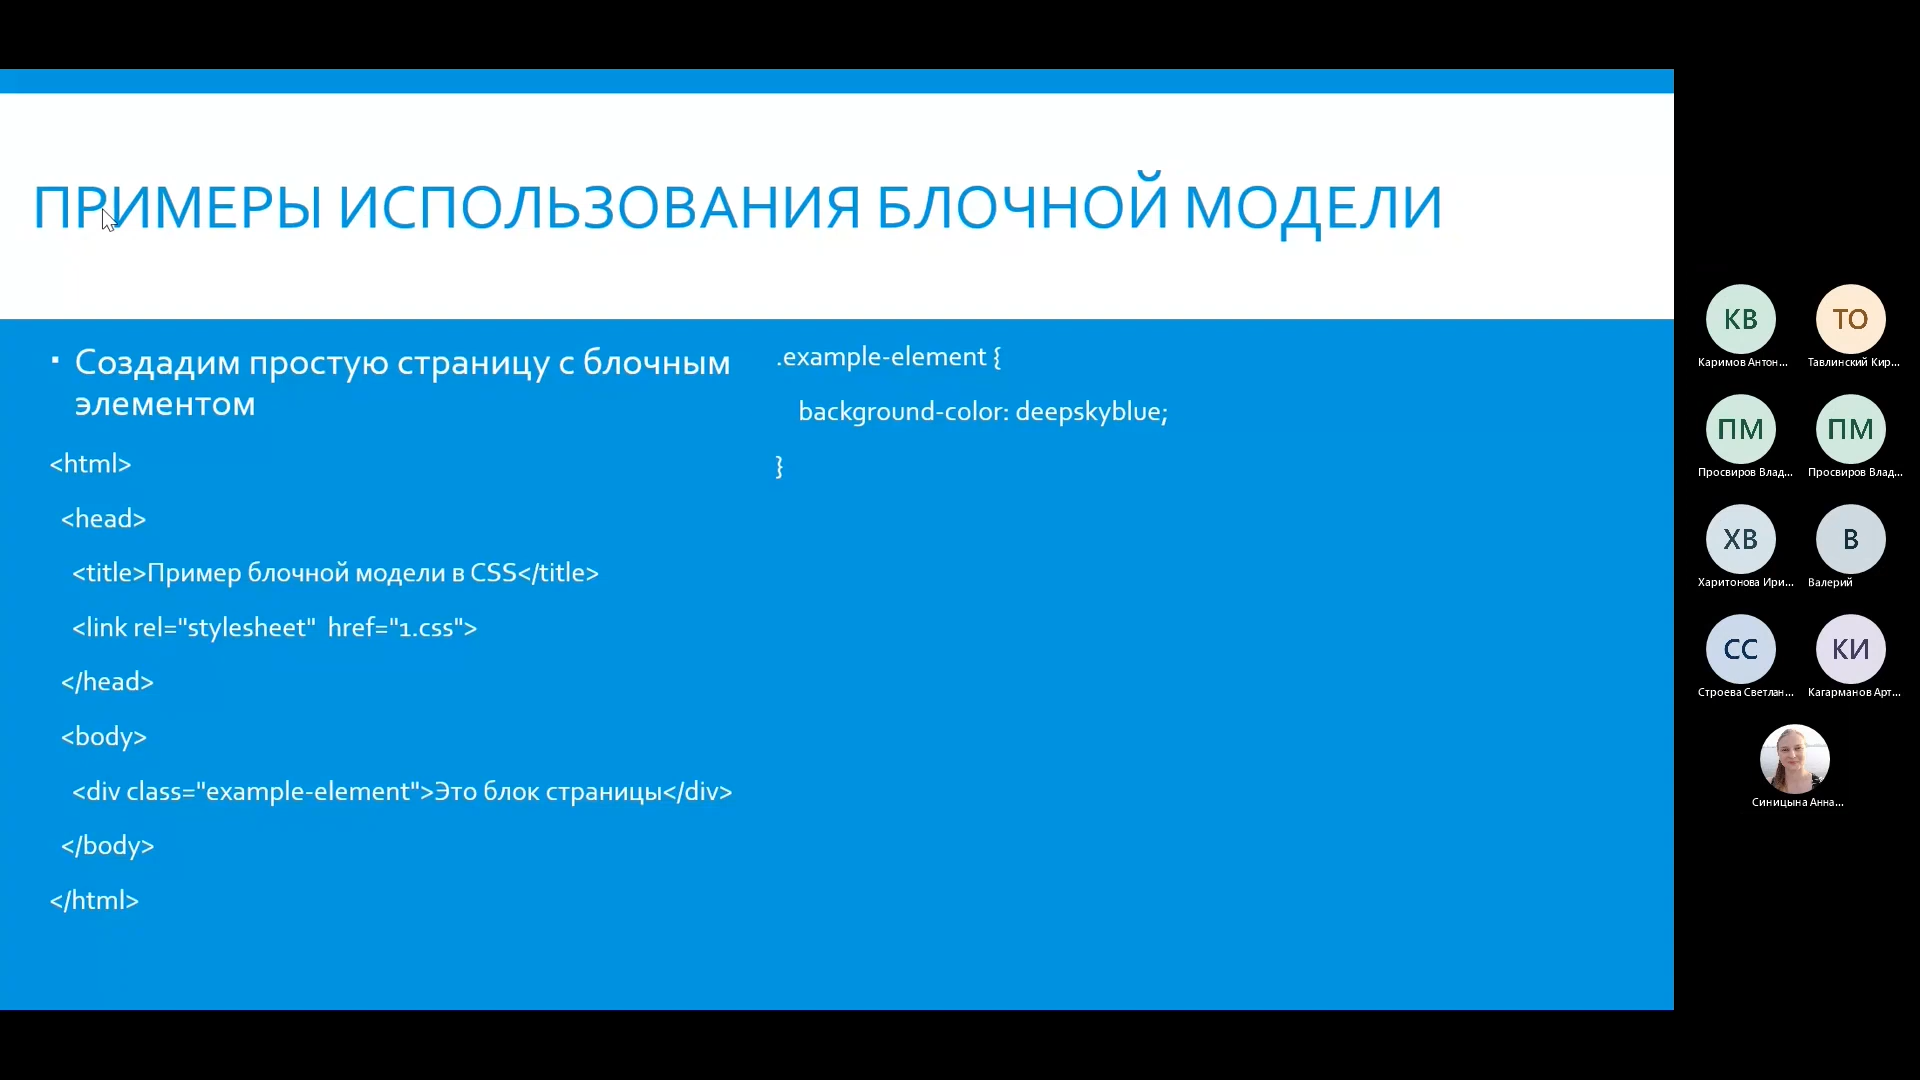 ПРИМЕРЫ ИСПОЛЬЗОВАНИЯ БЛОЧНОЙ МОДЕЛИ
▪ Создадим простую страницу с блочным
элементом
<html>
<head>
<title>Пример блочной модели в CSS</title>
<link rel="stylesheet"  href="1.css">
</head>
<body>
<div class="example-element">Это блок страницы</div>
</body>
</html>
.example-element {
background-color: deepskyblue;
}
КВ
Каримов Антон...
ТО
Тавлинский Кир...
ПМ
Просвиров Влад...
ПМ
Просвиров Влад...
ХВ
Харитонова Ири...
В
Валерий
СС
Строева Светлан...
КИ
Кагарманов Арт...
Синицына Анна...